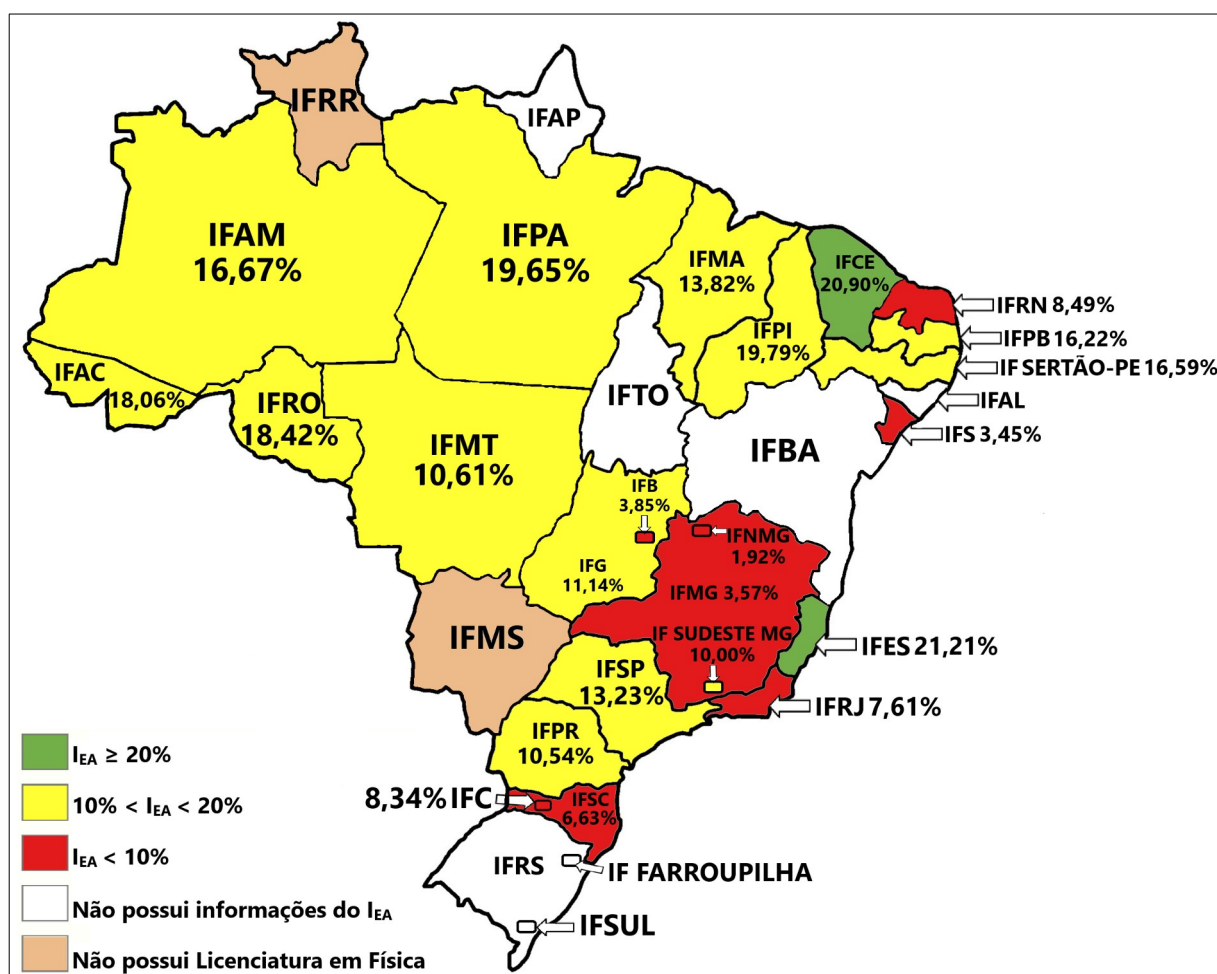 IFRR
IFAP
IFAM
16,67%
IFPA
19,65%
IFMA
13,82%
IFCE
20,90%
IFRN 8,49%
IFPI
19,79%
IFPB 16,22%
IF SERTÃO-PE 16,59%
IFAC
18,06%
IFRO
18,42%
IFTO
IFAL
IFS 3,45%
IFMT
10,61%
IFBA
IFB
3,85%
IFNMG
1,92%
IFG
11,14%
IFMG 3,57%
IFMS
IF SUDESTE MG
10,00%
IFES 21,21%
IFSP
13,23%
IFRJ 7,61%
IFPR
10,54%
8,34% IFC
IFSC
6,63%
IFRS
IF FARROUPILHA
IFSUL
IEA ≥ 20%
10% < IEA < 20%
IEA < 10%
Não possui informações do IEA
Não possui Licenciatura em Física